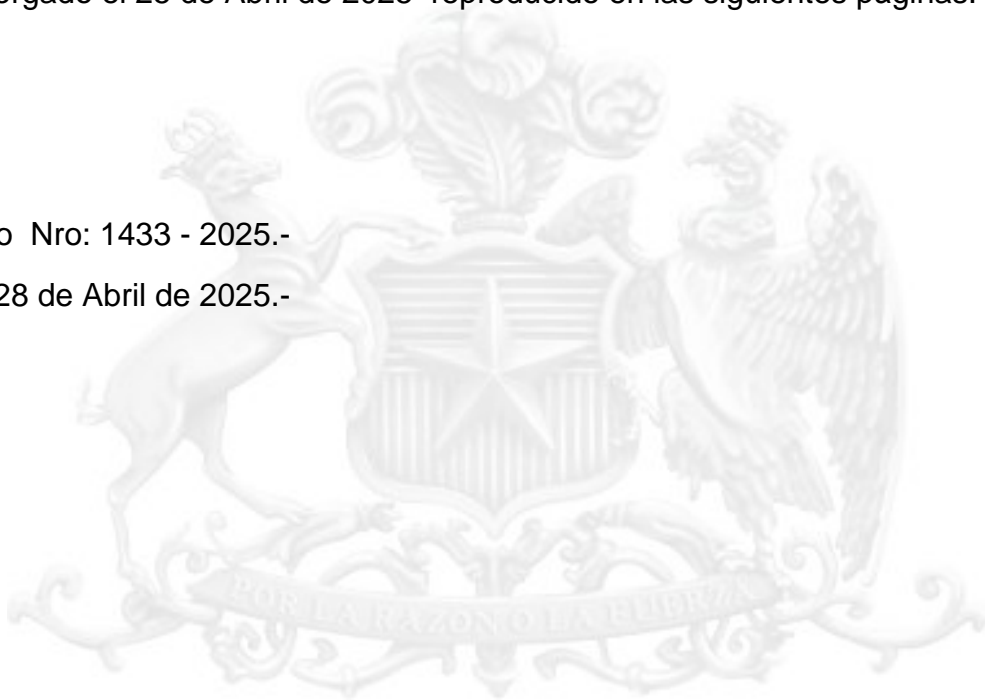 orgado el 28 de Abril de 2025 reproducido en las siguientes páginas.
o Nro: 1433 - 2025.-
28 de Abril de 2025.-
POR LA RAZON O LA FUERZA